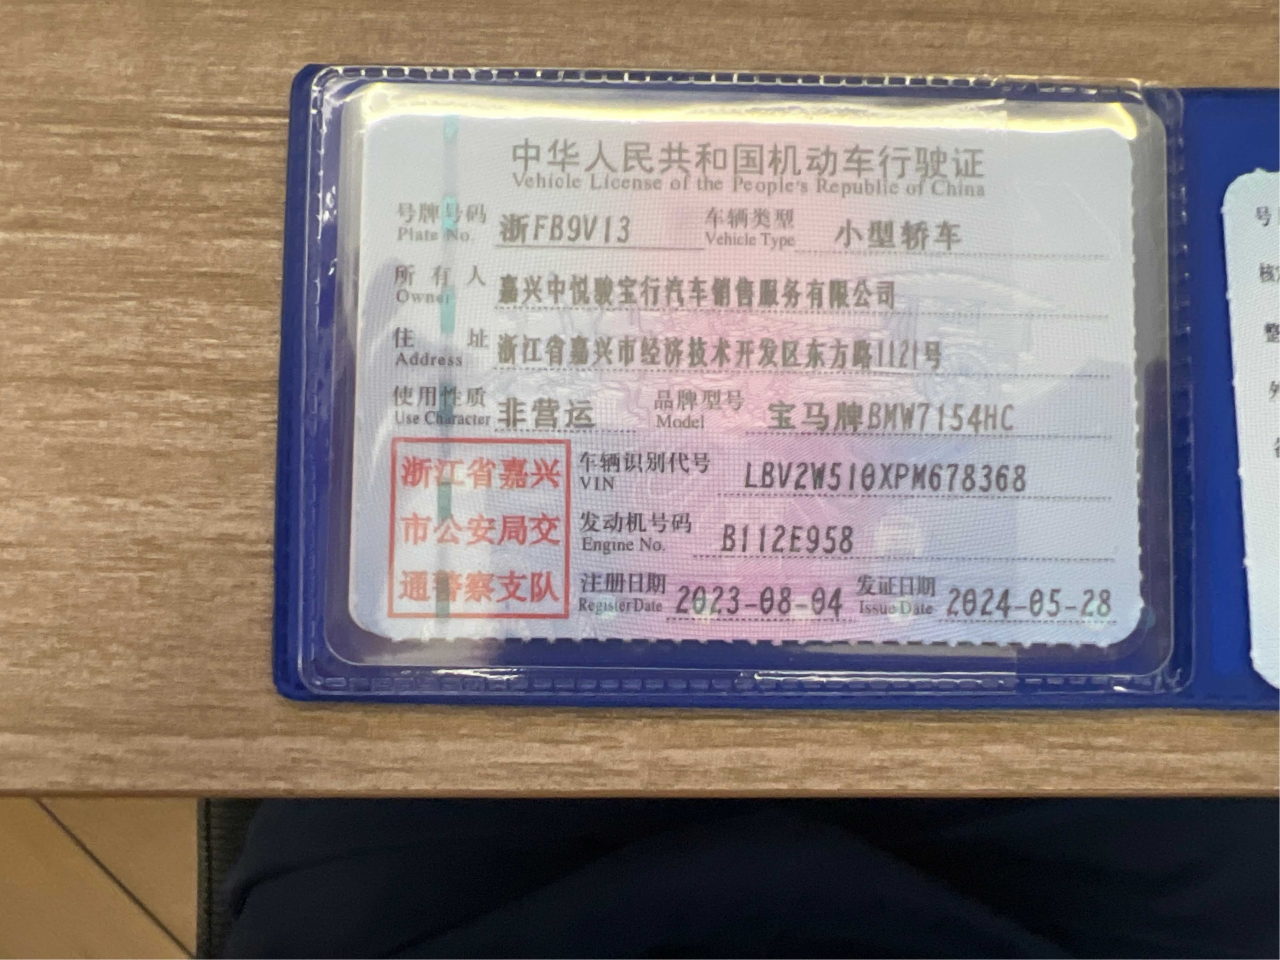 中华人民共和国机动车行驶证
Vehicle License of the People's Republic of China
号牌号码 浙FB9V13 车辆类型 小型轿车
Plate No. Vehicle Type
所有人 嘉兴中悦骏宝行汽车销售服务有限公司
Owner
住址 浙江省嘉兴市经济技术开发区东方路1121号
Address
使用性质 非营运 品牌型号 宝马牌BMW7154HC
Use Character Model
浙江省嘉兴
市公安局交
通警察支队
车辆识别代号 LBV2W510XPM678368
VIN
发动机号码 B112E958
Engine No.
注册日期 2023-08-04 发证日期 2024-05-28
Register Date Issue Date
号
核
整